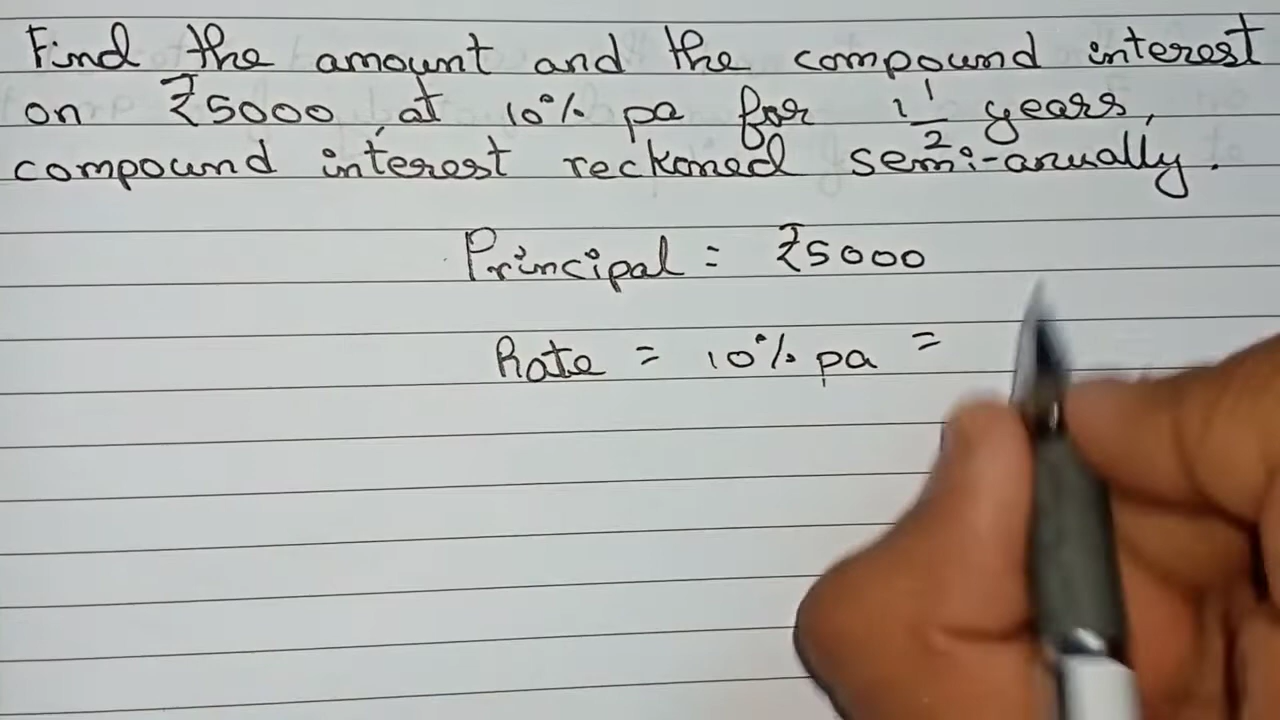 Find the amount and the compound interest
on ₹5000, at 10% pa for 1 1/2 years,
compound interest reckoned semi-anually.
Principal = ₹5000
Rate = 10% pa =